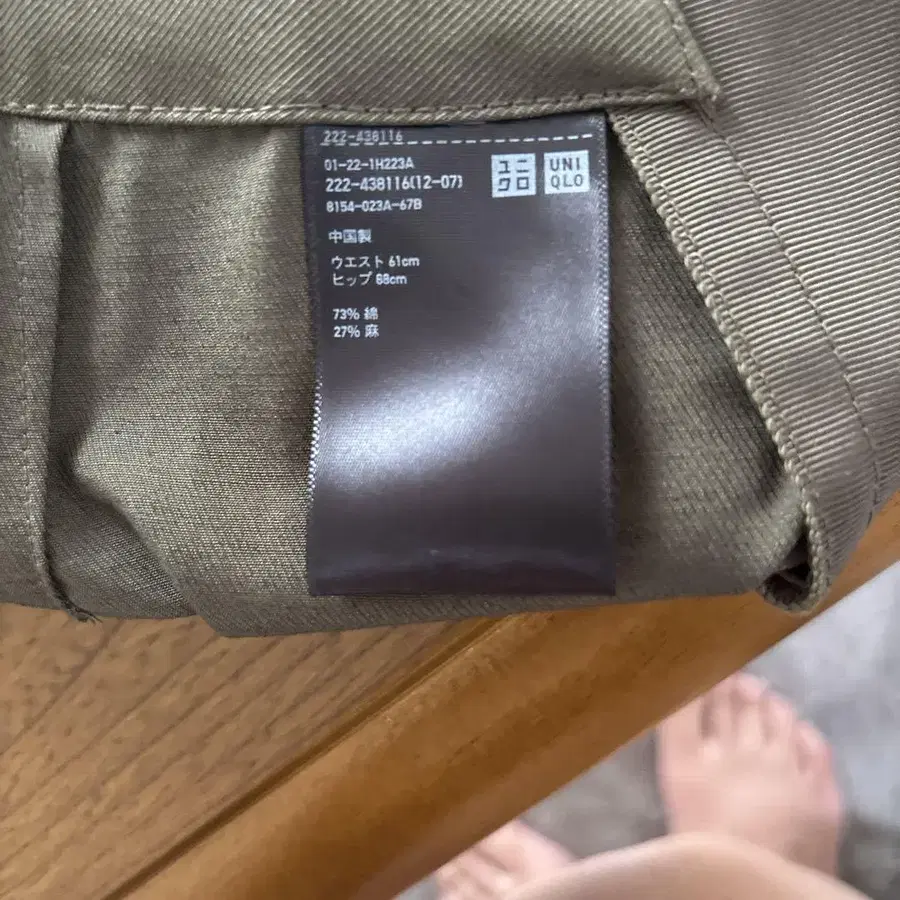 222-438116
01-22-1H223A
222-438116(12-07)
8154-023A-67B
ユニ
クロ
UNI
QLO
中国製
ウエスト 61cm
ヒップ 88cm
73% 綿
27% 麻